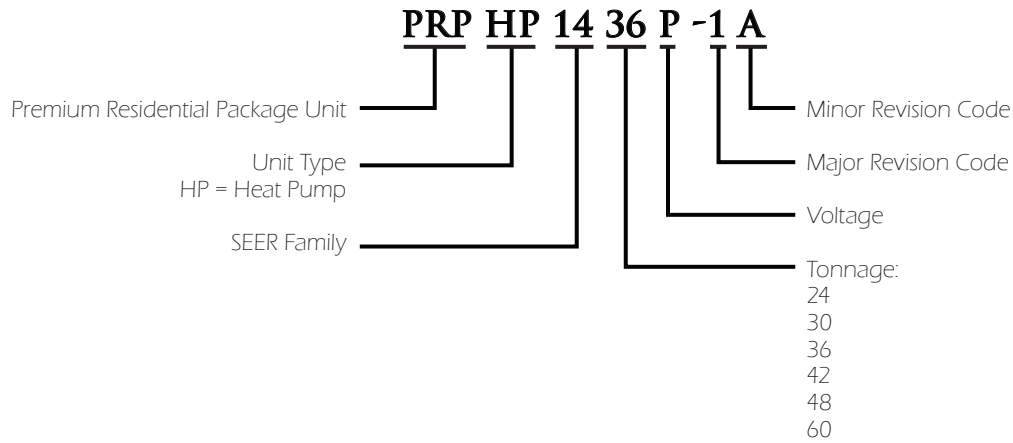 PRP HP 14 36 P -1 A
Premium Residential Package Unit
Unit Type
HP = Heat Pump
SEER Family
Minor Revision Code
Major Revision Code
Voltage
Tonnage:
24
30
36
42
48
60